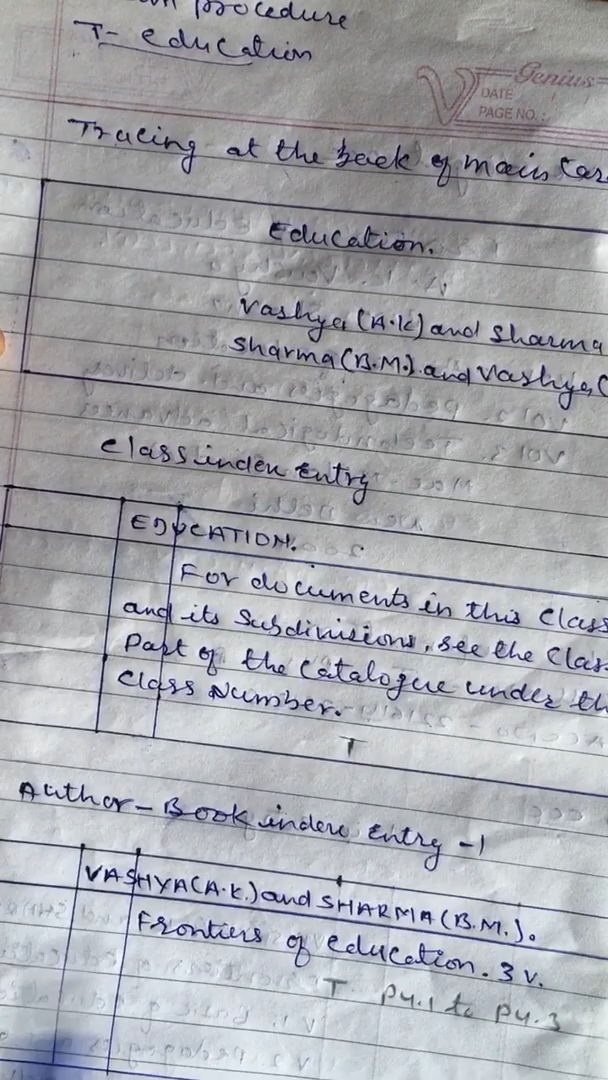 procedure
T- education
Genius
DATE
PAGE NO.:
Tracing at the back of main Car
Education.
Vashya (A.K) and Sharma
Sharma (B.M.). and Vashya (
Class index Entry
EDUCATION.
For documents in this Class
and its Subdivisions, see the Clas
Part of the Catalogue under th
Class Number.
T
Author-Book index Entry -1
VASHYA(A.K.) and SHARMA (B.M.).
Frontiers of education. 3 v.
T P4.1 to P4.3